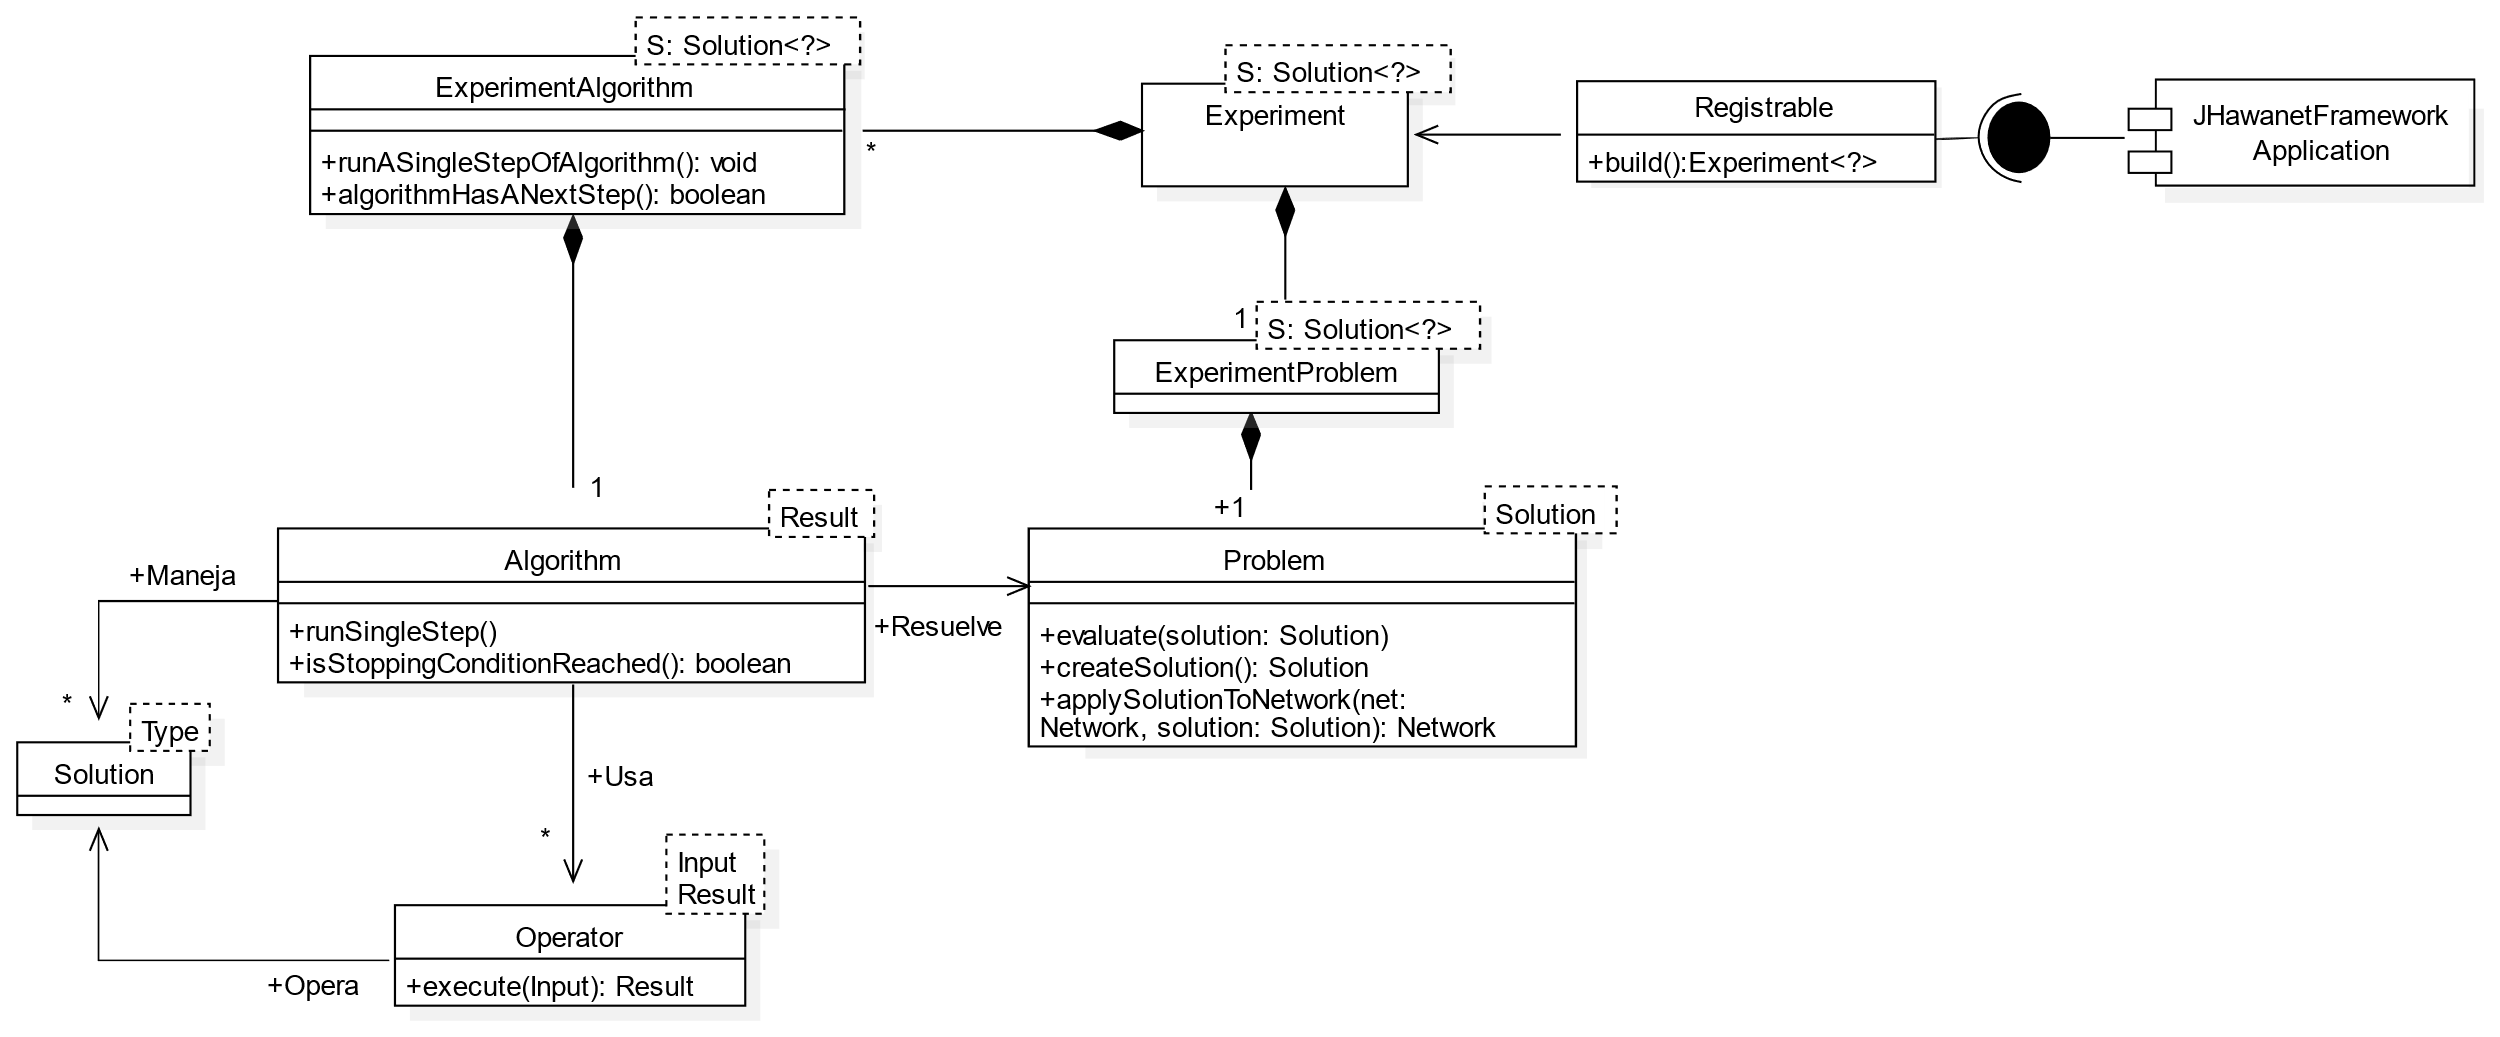 S: Solution<?>
ExperimentAlgorithm
+runASingleStepOfAlgorithm(): void
+algorithmHasANextStep(): boolean
*
S: Solution<?>
Experiment
Registrable
+build():Experiment<?>
JHawanetFramework
Application
1
S: Solution<?>
ExperimentProblem
1
+1
Result
Algorithm
+runSingleStep()
+isStoppingConditionReached(): boolean
+Maneja
*
+Resuelve
Solution
Problem
+evaluate(solution: Solution)
+createSolution(): Solution
+applySolutionToNetwork(net:
Network, solution: Solution): Network
Type
Solution
+Usa
*
Input
Result
Operator
+execute(Input): Result
+Opera